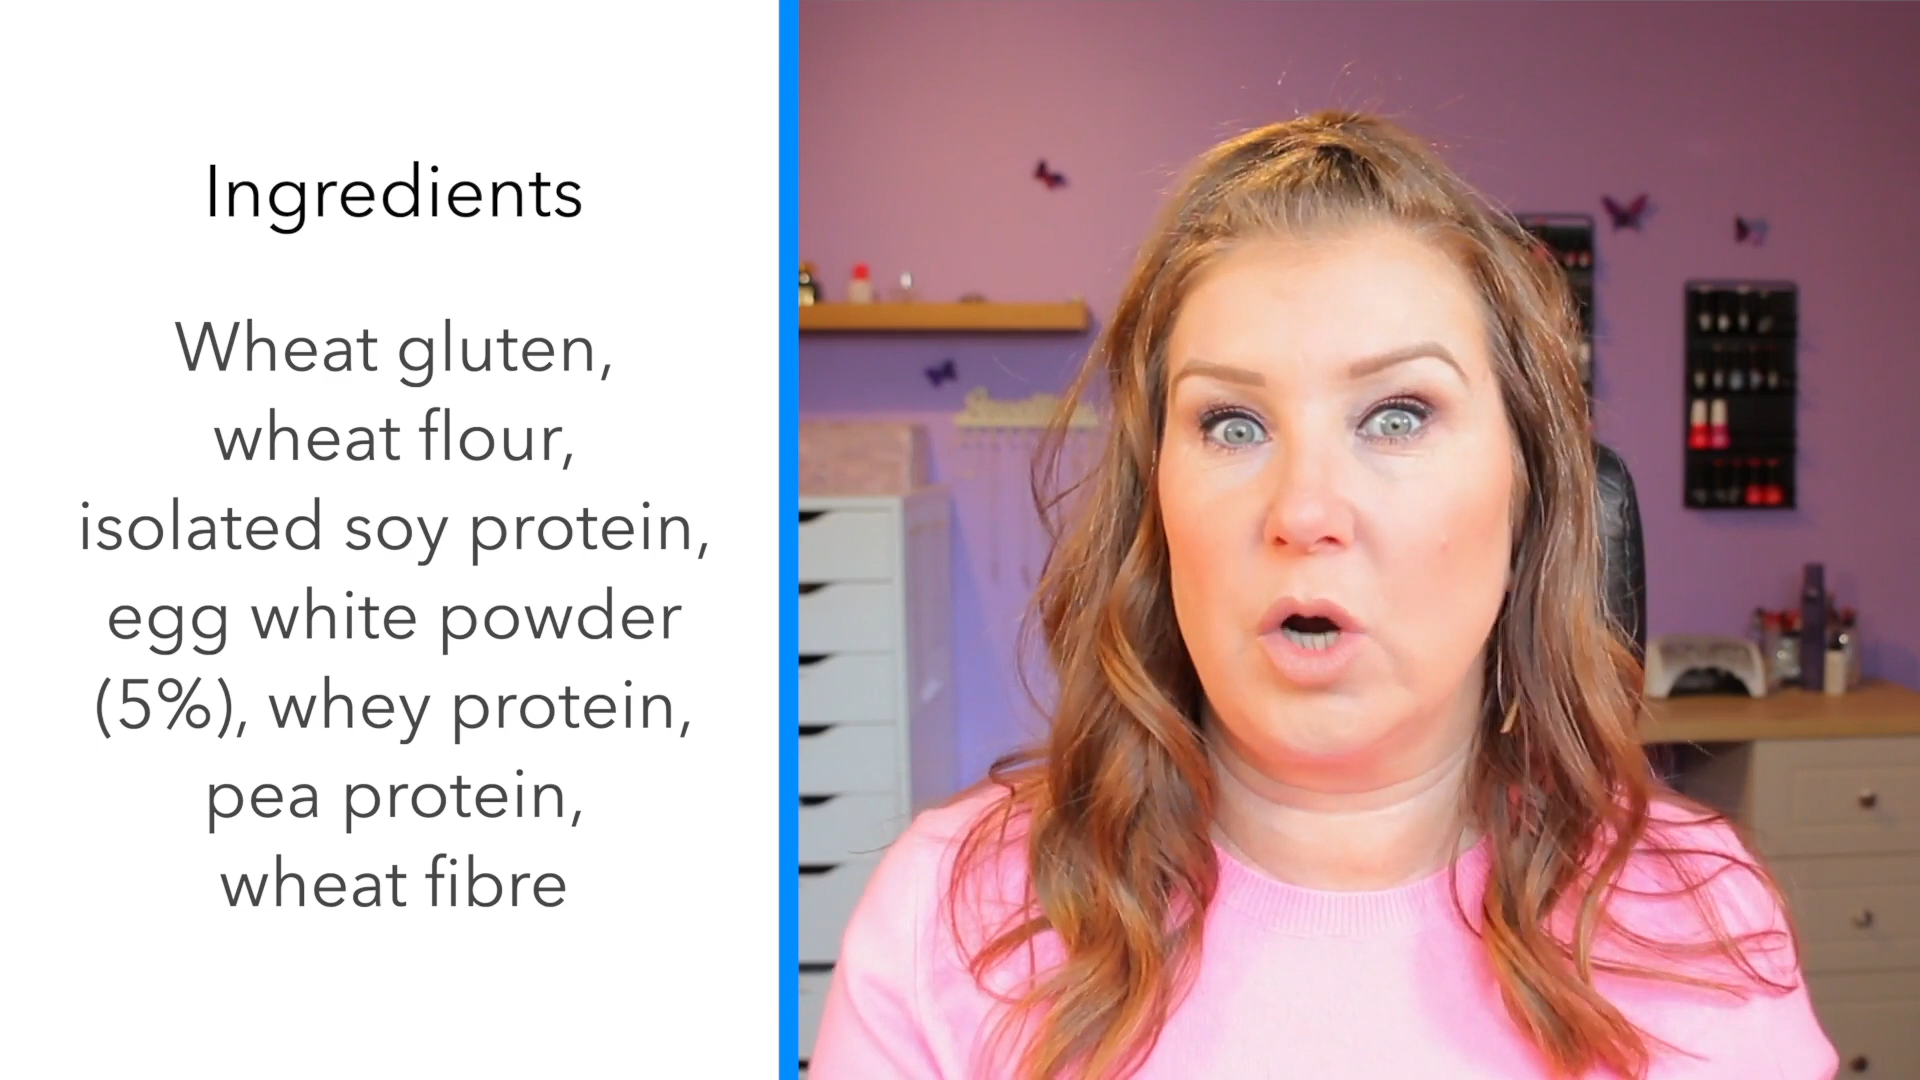 Ingredients
Wheat gluten,
wheat flour,
isolated soy protein,
egg white powder
(5%), whey protein,
pea protein,
wheat fibre